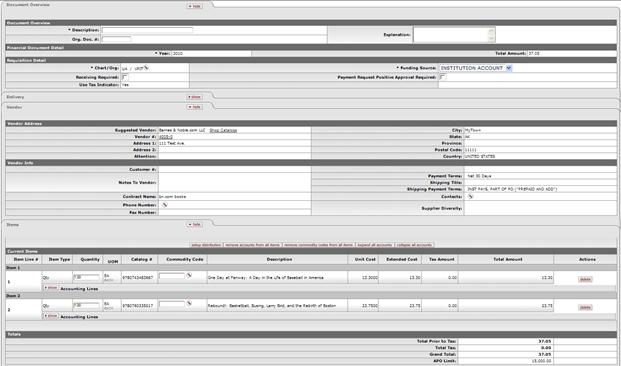 Document Overview hide
Document Overview
* Description: Explanation:
Org. Doc. #:
Financial Document Detail
* Year: 2010 Total Amount: 37.05
Requisition Detail
* Chart/Org: UA / * Funding Source: INSTITUTION ACCOUNT
Receiving Required: Payment Request Positive Approval Required:
Use Tax Indicator: Yes
Delivery show
Vendor hide
Vendor Address
Suggested Vendor: Barnes & Noble.com LLC Shop Catalogs City: MyTown
Vendor #: 4005-0 State: AK
Address 1: 111 Test Ave. Province:
Address 2: Postal Code: 11111
Attention: Country: UNITED STATES
Vendor Info
Customer #:
Notes To Vendor: Payment Terms: Net 30 Days
Shipping Title:
Shipping Payment Terms: INST PAYS, PART OF PO ("PREPAID AND ADD")
Contract Name: bn.com books Contacts:
Phone Number: Supplier Diversity:
Fax Number:
Items hide
setup distribution remove accounts from all items remove commodity codes from all items expand all accounts collapse all accounts
Current Items
Item Line # Item Type Quantity UOM Catalog # Commodity Code Description Unit Cost Extended Cost Tax Amount Total Amount Actions
Item 1
1 Qty 1.00 EA EACH 9780743483667 One Day at Fenway: A Day in the Life of Baseball in America 13.3000 13.30 0.00 13.30 delete
show Accounting Lines
Item 2
2 Qty 1.00 EA EACH 9780760335017 Rebound!: Basketball, Busing, Larry Bird, and the Rebirth of Boston 23.7500 23.75 0.00 23.75 delete
show Accounting Lines
Totals
Total Prior to Tax: 37.05
Total Tax: 0.00
Grand Total: 37.05
APO Limit: 15,000.00